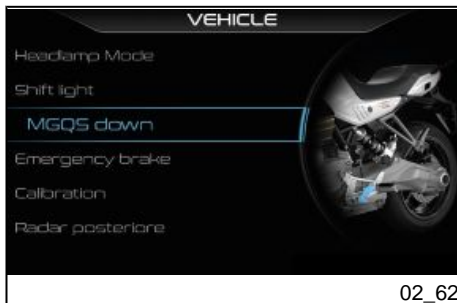 VEHICLE
Headlamp Mode
Shift light
MGQS down
Emergency brake
Calibration
Radar posteriore
02_62